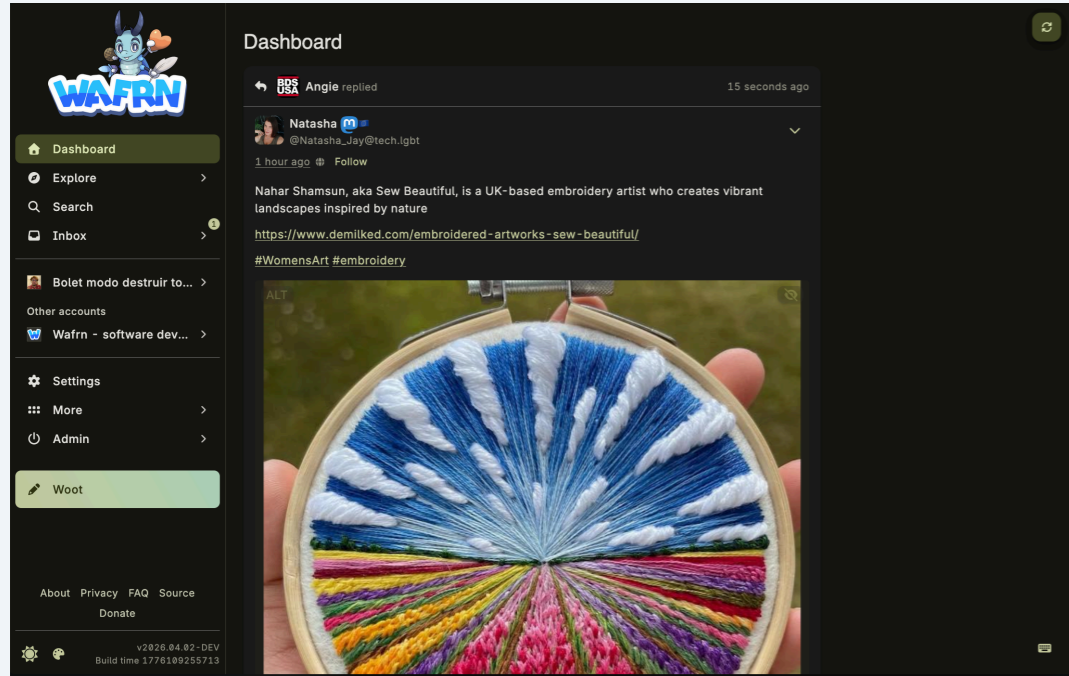 WAFRN
Dashboard
Explore
Search
1
Inbox
Bolet modo destruir to...
Other accounts
W
Wafrn - software dev...
Settings
More
Admin
Woot
About Privacy FAQ Source
Donate
v2026.04.02-DEV
Build time 1776109255713
Dashboard
BDS
USA
Angie replied
15 seconds ago
Natasha m
@Natasha_Jay@tech.lgbt
1 hour ago Follow
Nahar Shamsun, aka Sew Beautiful, is a UK-based embroidery artist who creates vibrant
landscapes inspired by nature
https://www.demilked.com/embroidered-artworks-sew-beautiful/
#WomensArt #embroidery
ALT